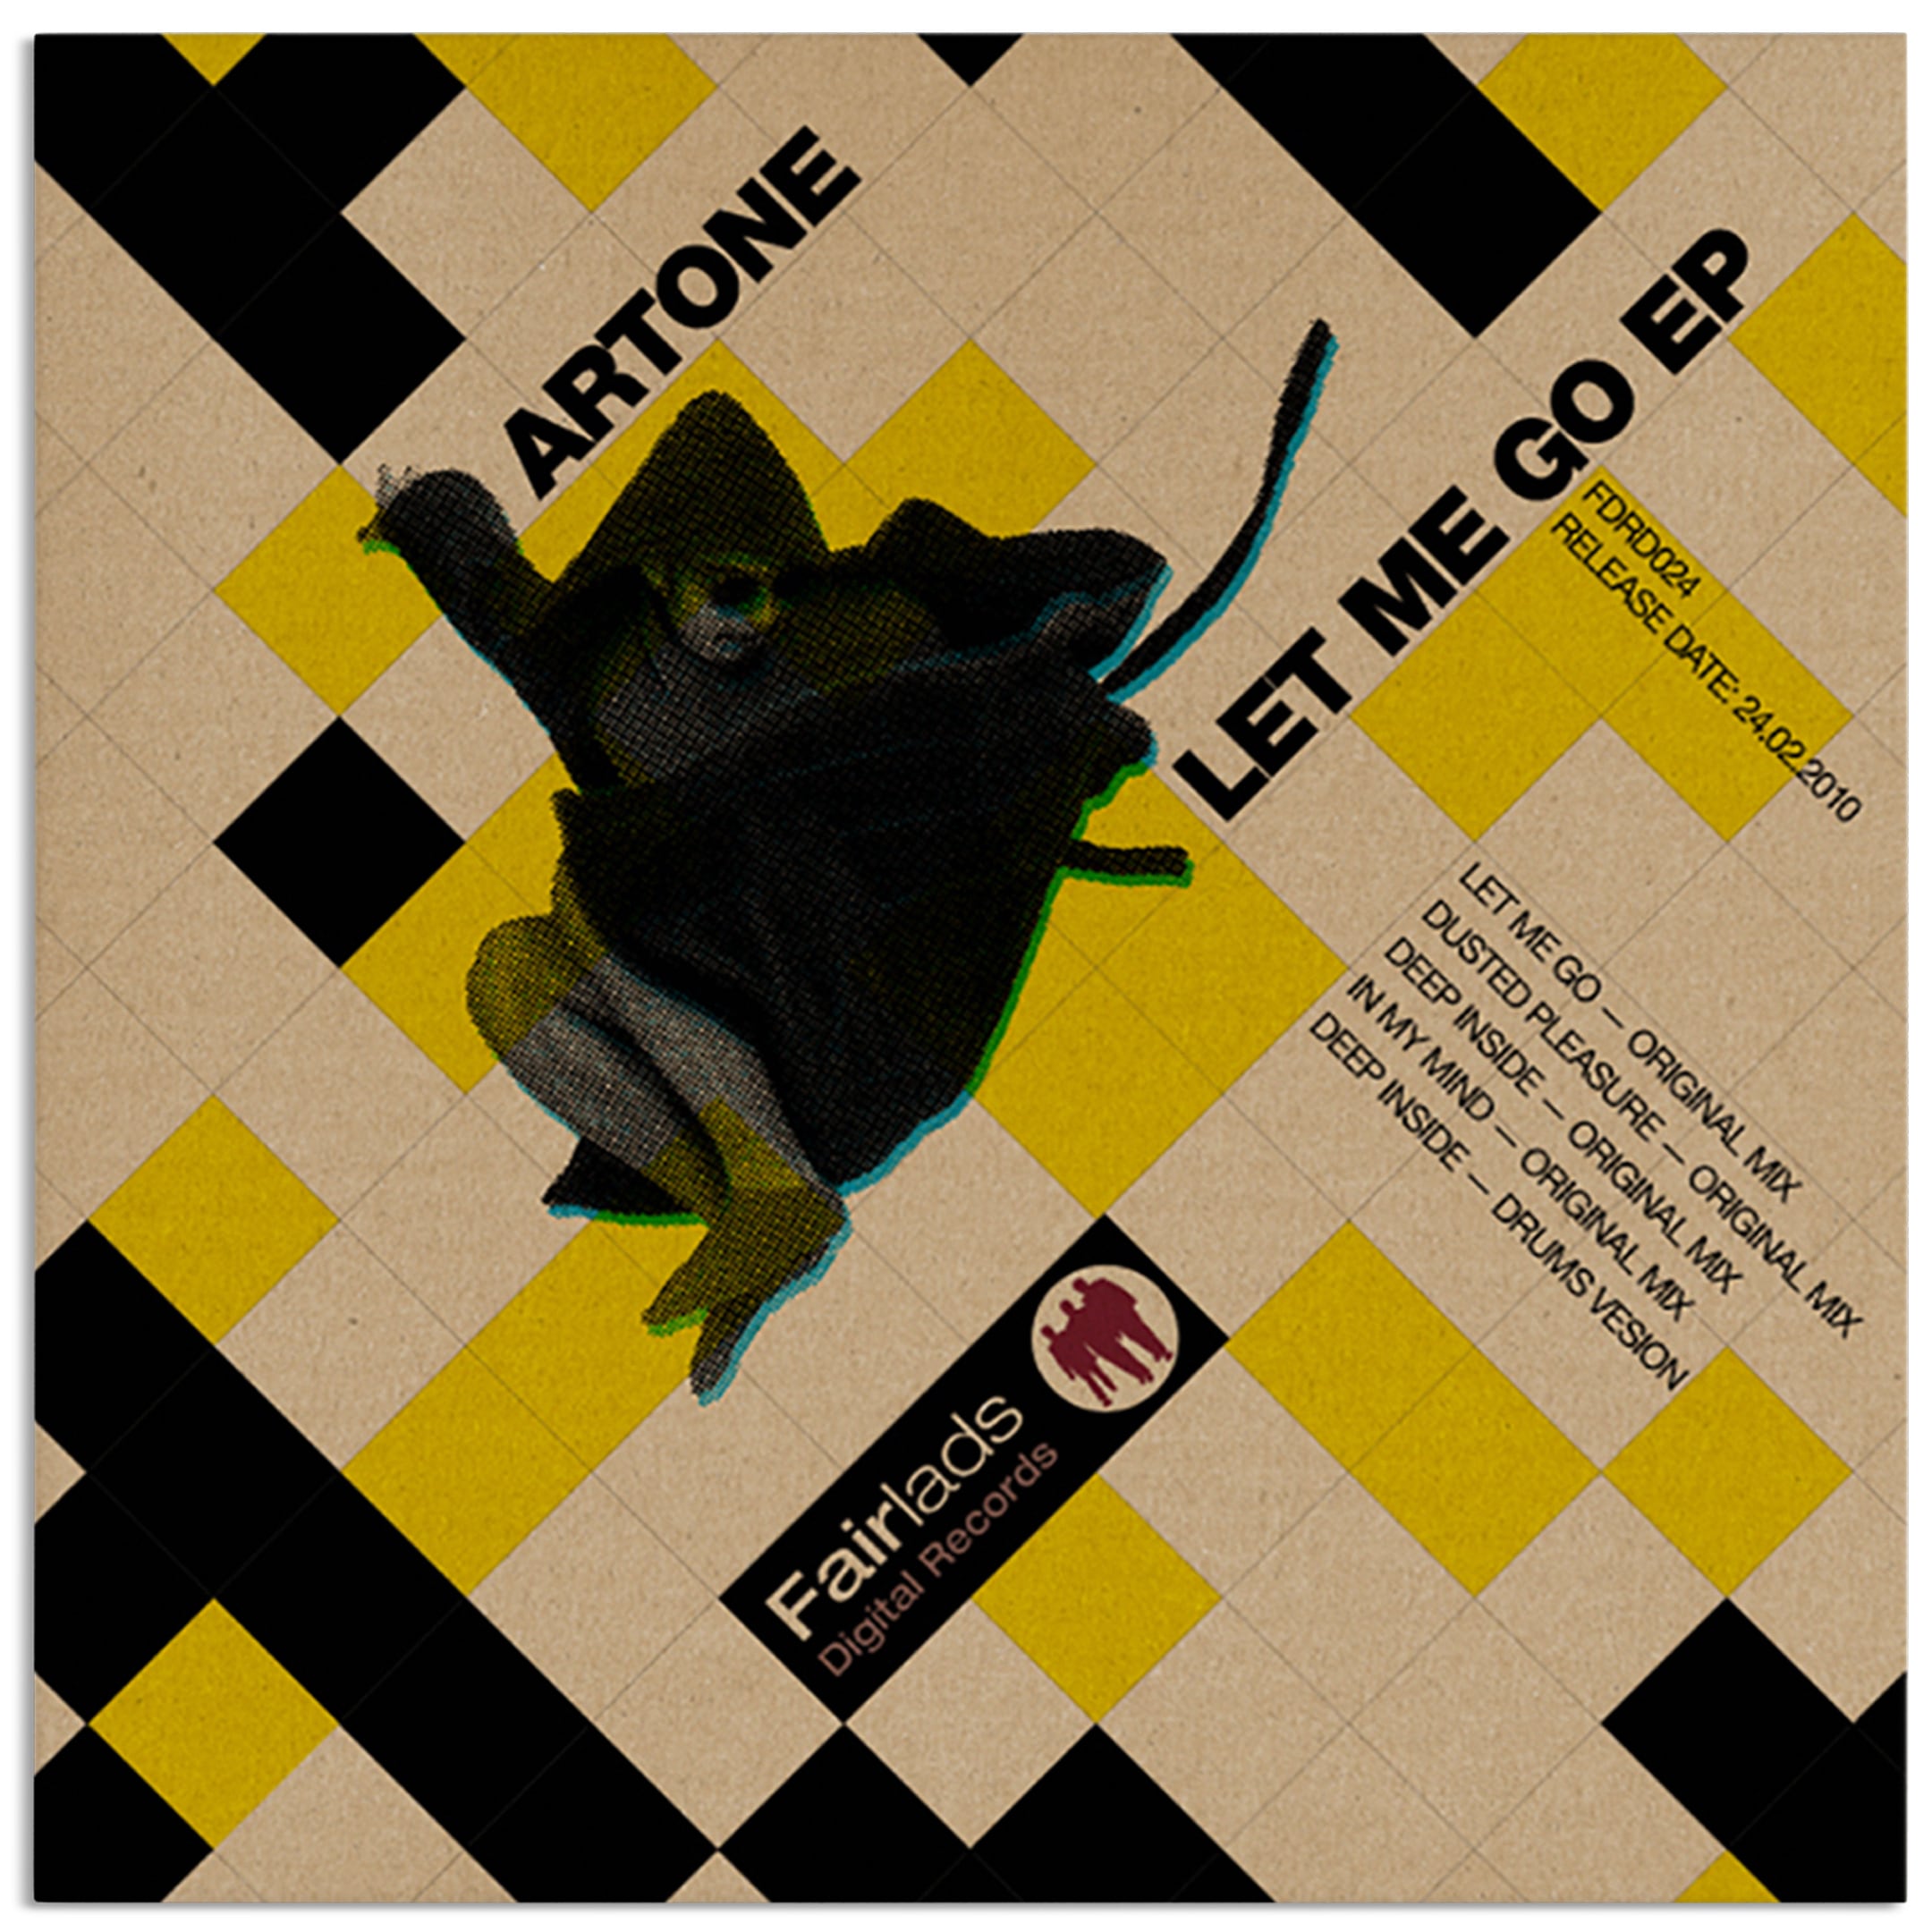 ARTONE
LET ME GO EP
FDRD024
RELEASE DATE: 24.02.2010
LET ME GO — ORIGINAL MIX
DUSTED PLEASURE — ORIGINAL MIX
DEEP INSIDE — ORIGINAL MIX
IN MY MIND — ORIGINAL MIX
DEEP INSIDE — DRUMS VESION
Fairlads
Digital Records